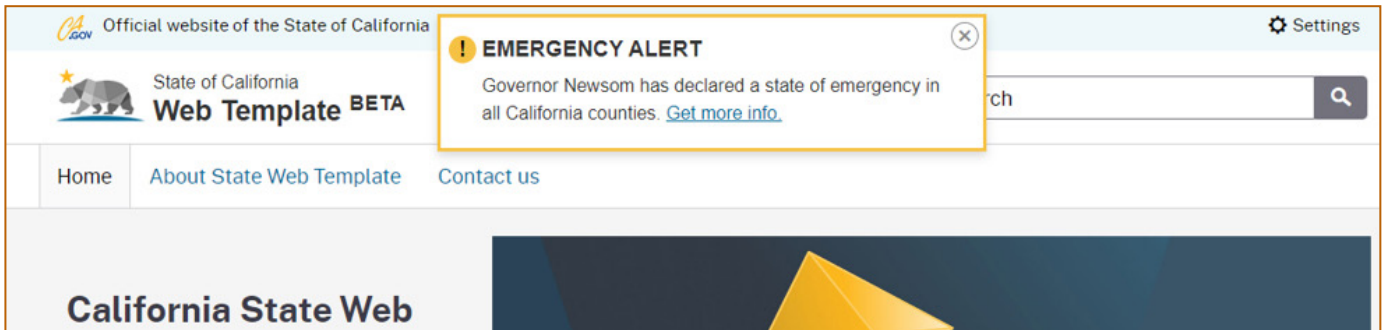 CA.GOV Official website of the State of California
Settings
! EMERGENCY ALERT
Governor Newsom has declared a state of emergency in
all California counties. Get more info.
State of California
Web Template BETA
rch
Home About State Web Template Contact us
California State Web